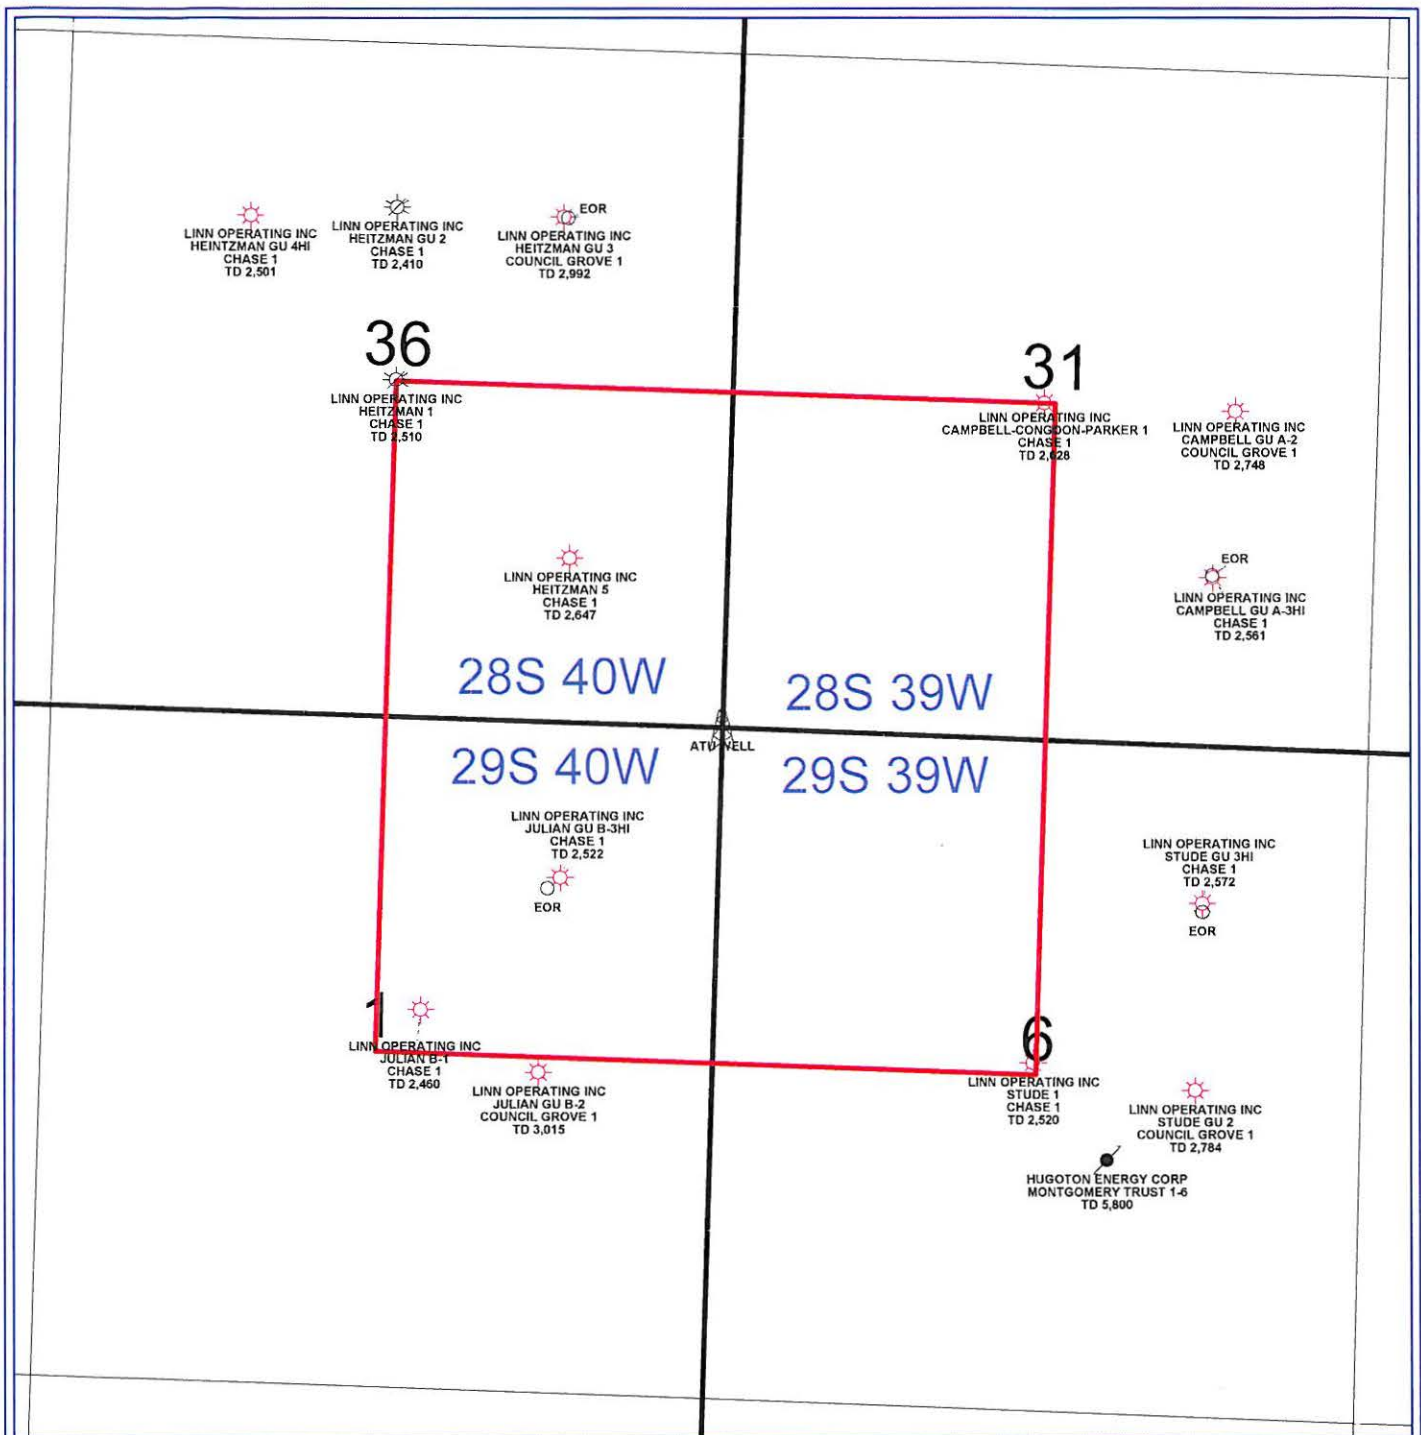 EOR
LINN OPERATING INC
HEINTZMAN GU 4HI
CHASE 1
TD 2,501
LINN OPERATING INC
HEITZMAN GU 2
CHASE 1
TD 2,410
LINN OPERATING INC
HEITZMAN GU 3
COUNCIL GROVE 1
TD 2,992
36
31
LINN OPERATING INC
HEITZMAN 1
CHASE 1
TD 2,510
LINN OPERATING INC
CAMPBELL-CONGDON-PARKER 1
CHASE 1
TD 2,628
LINN OPERATING INC
CAMPBELL GU A-2
COUNCIL GROVE 1
TD 2,748
LINN OPERATING INC
HEITZMAN 5
CHASE 1
TD 2,647
EOR
LINN OPERATING INC
CAMPBELL GU A-3HI
CHASE 1
TD 2,561
28S 40W
28S 39W
29S 40W
29S 39W
LINN OPERATING INC
JULIAN GU B-3HI
CHASE 1
TD 2,522
EOR
LINN OPERATING INC
STUDE GU 3HI
CHASE 1
TD 2,572
EOR
1
6
LINN OPERATING INC
JULIAN B-1
CHASE 1
TD 2,460
LINN OPERATING INC
JULIAN GU B-2
COUNCIL GROVE 1
TD 3,015
LINN OPERATING INC
STUDE 1
CHASE 1
TD 2,520
LINN OPERATING INC
STUDE GU 2
COUNCIL GROVE 1
TD 2,784
HUGOTON ENERGY CORP
MONTGOMERY TRUST 1-6
TD 5,800